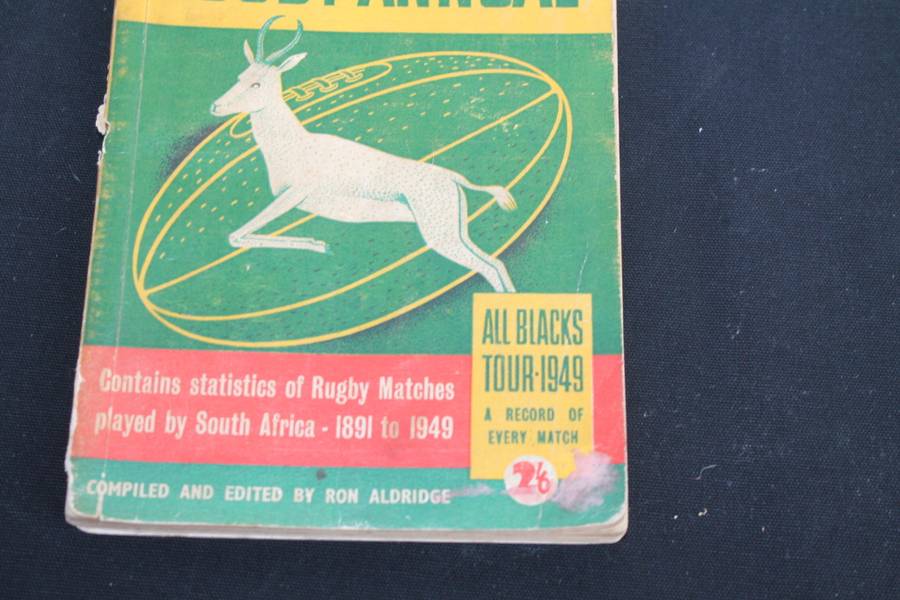 ANNUAL
Contains statistics of Rugby Matches
played by South Africa - 1891 to 1949
ALL BLACKS
TOUR·1949
A RECORD OF
EVERY MATCH
2/6
COMPILED AND EDITED BY RON ALDRIDGE